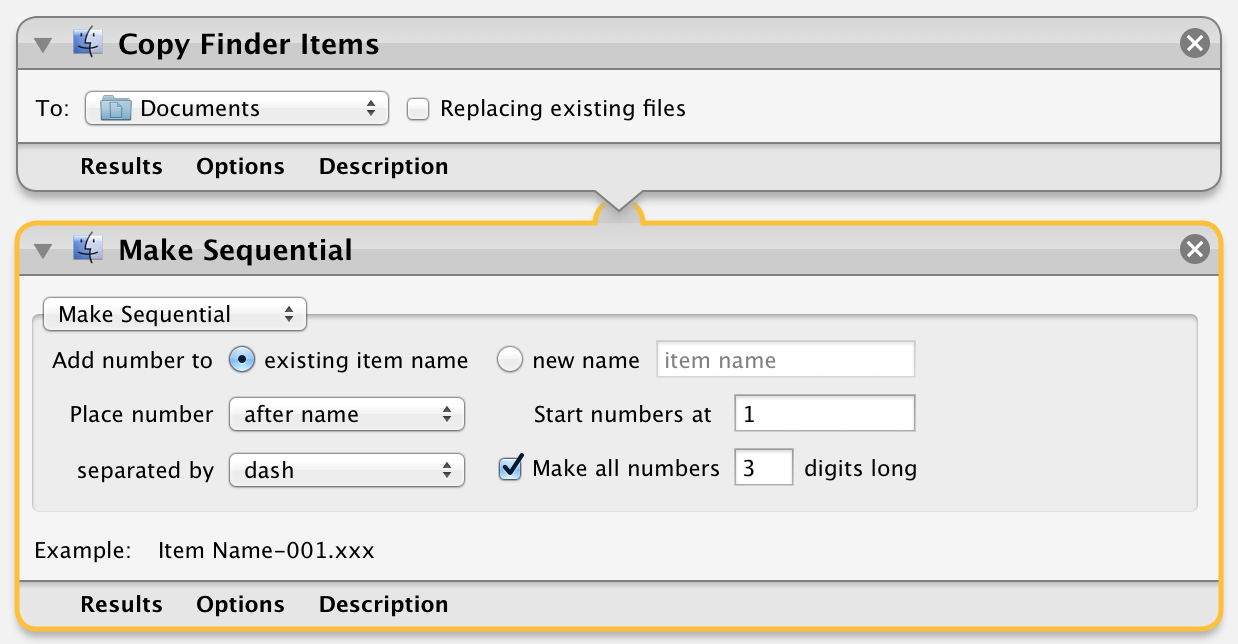 Copy Finder Items
To: Documents Replacing existing files
Results Options Description
Make Sequential
Make Sequential
Add number to existing item name new name item name
Place number after name Start numbers at 1
separated by dash Make all numbers 3 digits long
Example: Item Name-001.xxx
Results Options Description